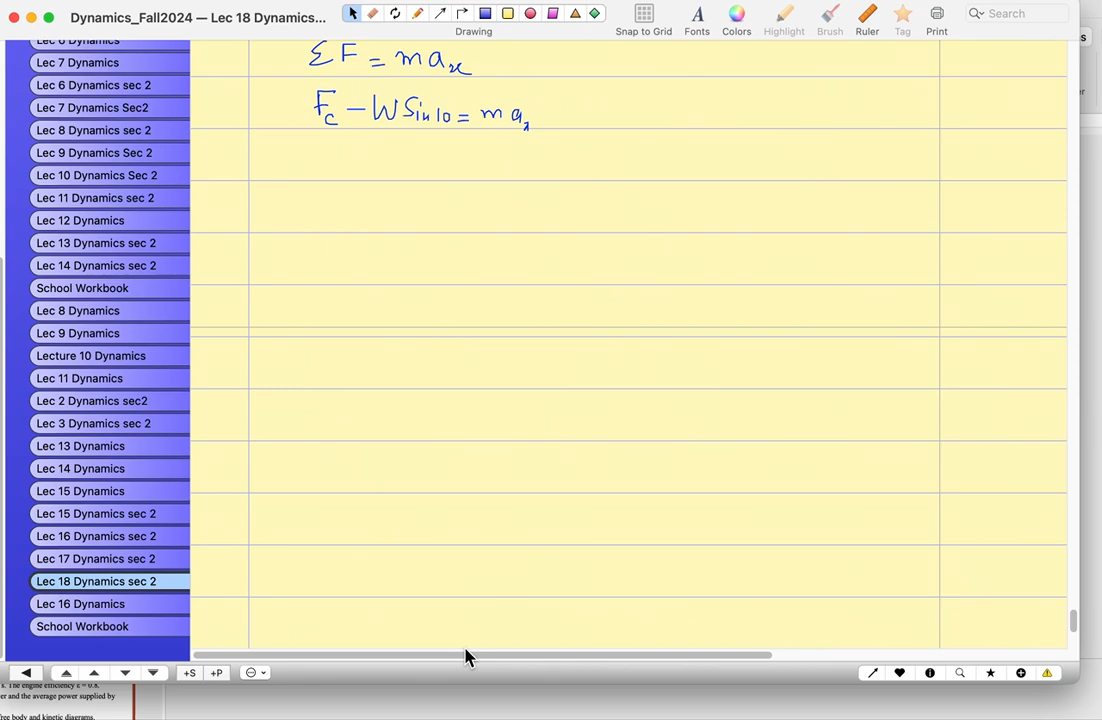 Dynamics_Fall2024 — Lec 18 Dynamics...
Drawing
Snap to Grid
Fonts
Colors
Highlight
Brush
Ruler
Tag
Print
Search
Lec 6 Dynamics
Lec 7 Dynamics
Lec 6 Dynamics sec 2
Lec 7 Dynamics Sec2
Lec 8 Dynamics sec 2
Lec 9 Dynamics Sec 2
Lec 10 Dynamics Sec 2
Lec 11 Dynamics sec 2
Lec 12 Dynamics
Lec 13 Dynamics sec 2
Lec 14 Dynamics sec 2
School Workbook
Lec 8 Dynamics
Lec 9 Dynamics
Lecture 10 Dynamics
Lec 11 Dynamics
Lec 2 Dynamics sec2
Lec 3 Dynamics sec 2
Lec 13 Dynamics
Lec 14 Dynamics
Lec 15 Dynamics
Lec 15 Dynamics sec 2
Lec 16 Dynamics sec 2
Lec 17 Dynamics sec 2
Lec 18 Dynamics sec 2
Lec 16 Dynamics
School Workbook
ΣF = m a_x
F_c − W Sin 10 = m a_x
+S
+P
s. The engine efficiency ε = 0.8.
er and the average power supplied by
free body and kinetic diagrams.